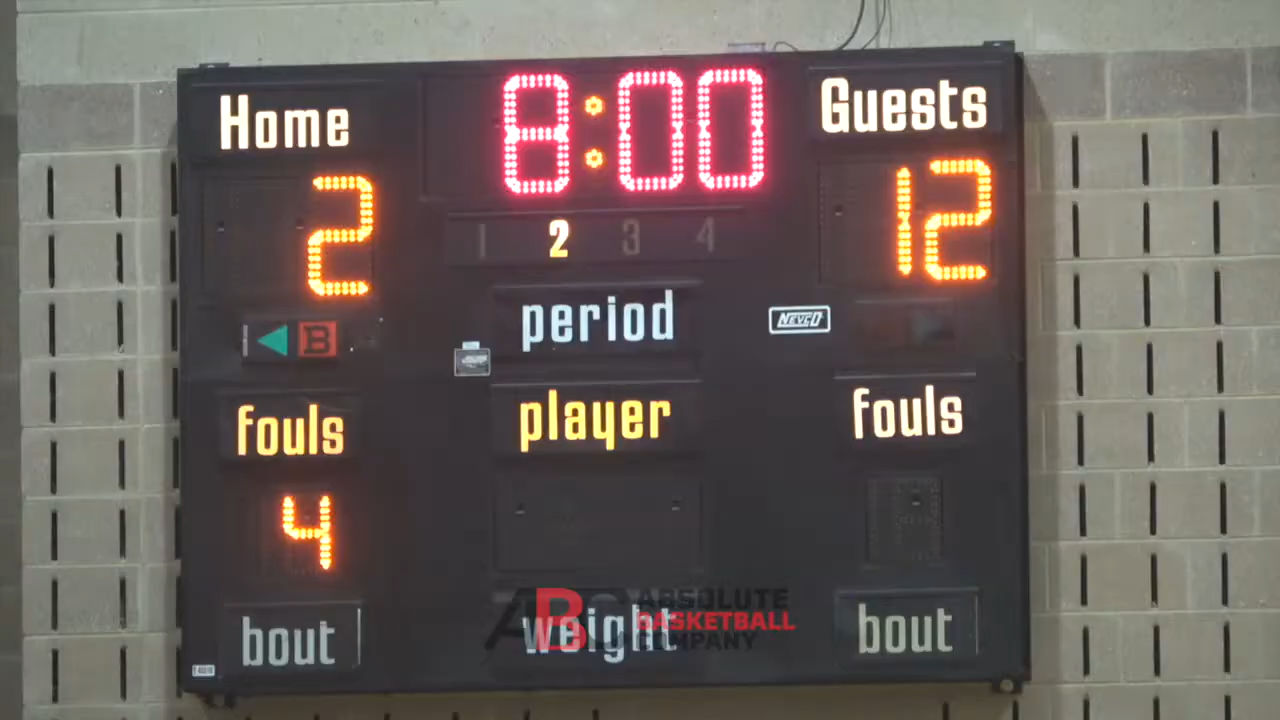 Home
8:00
Guests
2
12
1 2 3 4
B
period
NEVCO
fouls
player
fouls
4
bout
weight
bout
ABC ABSOLUTE
BASKETBALL
COMPANY